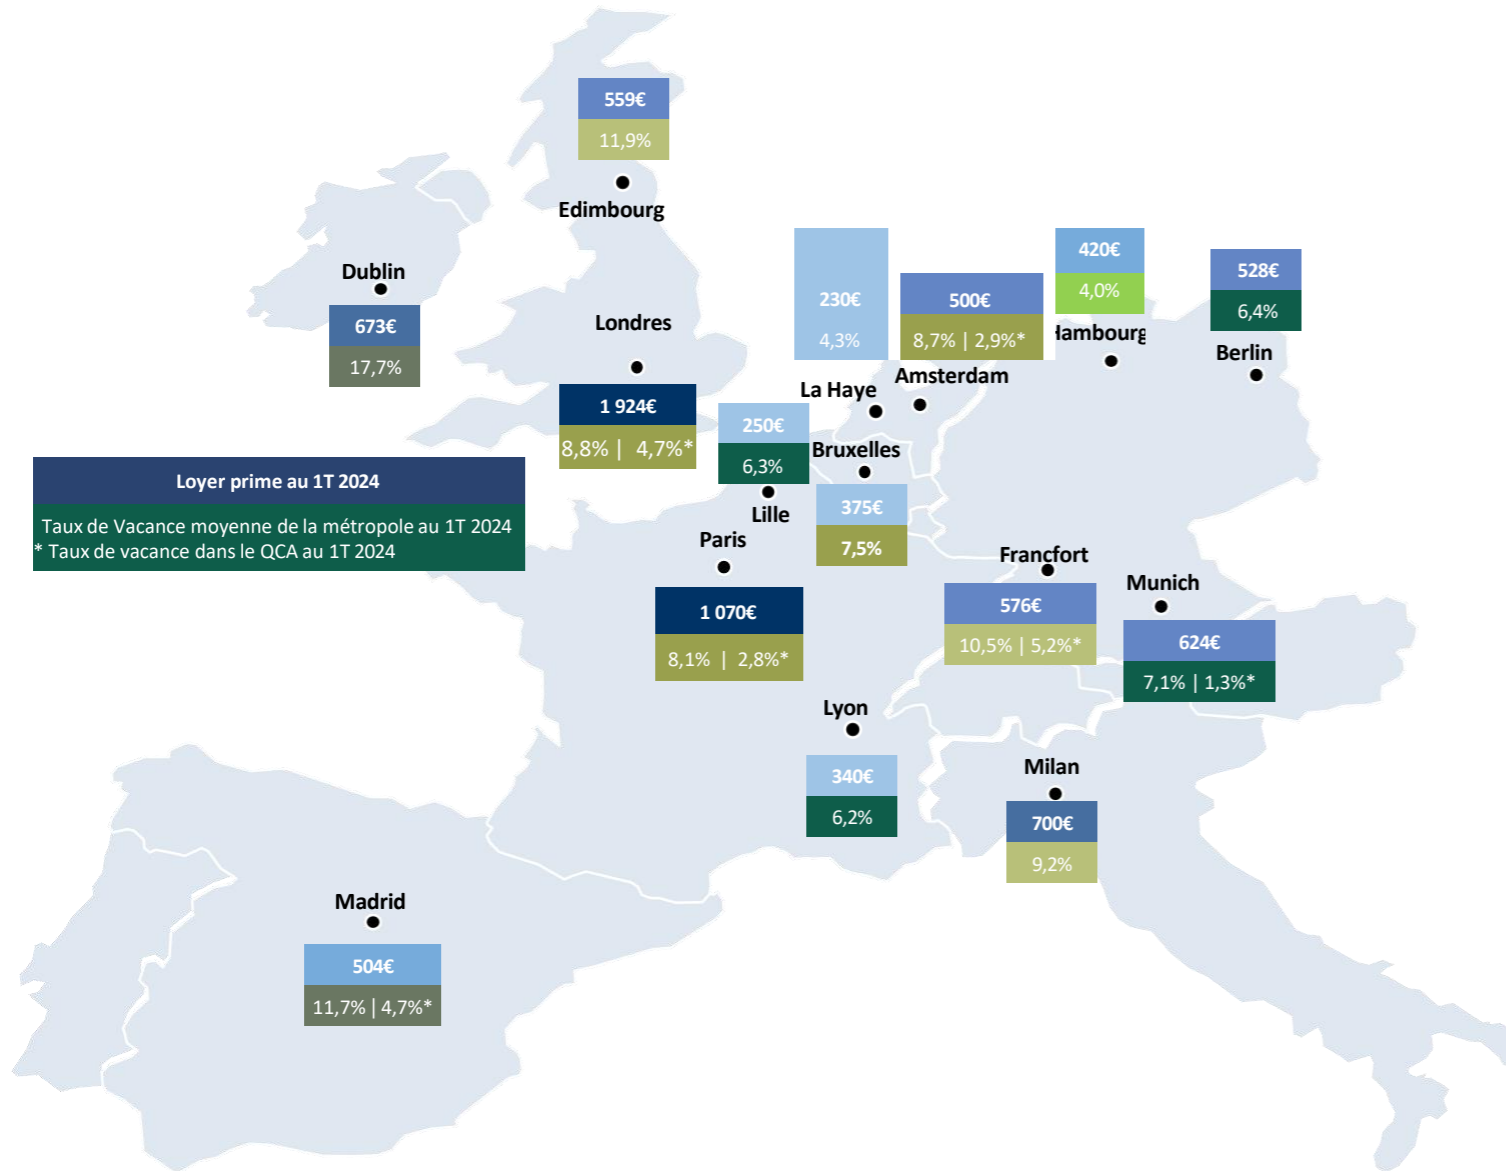 559€
11,9%
Edimbourg
Dublin
673€
17,7%
Londres
1 924€
8,8% | 4,7%*
230€
4,3%
La Haye
500€
8,7% | 2,9%*
Amsterdam
420€
4,0%
Hambourg
528€
6,4%
Berlin
250€
6,3%
Lille
Bruxelles
375€
7,5%
Loyer prime au 1T 2024
Taux de Vacance moyenne de la métropole au 1T 2024
* Taux de vacance dans le QCA au 1T 2024
Paris
1 070€
8,1% | 2,8%*
Francfort
576€
10,5% | 5,2%*
Munich
624€
7,1% | 1,3%*
Lyon
340€
6,2%
Milan
700€
9,2%
Madrid
504€
11,7% | 4,7%*